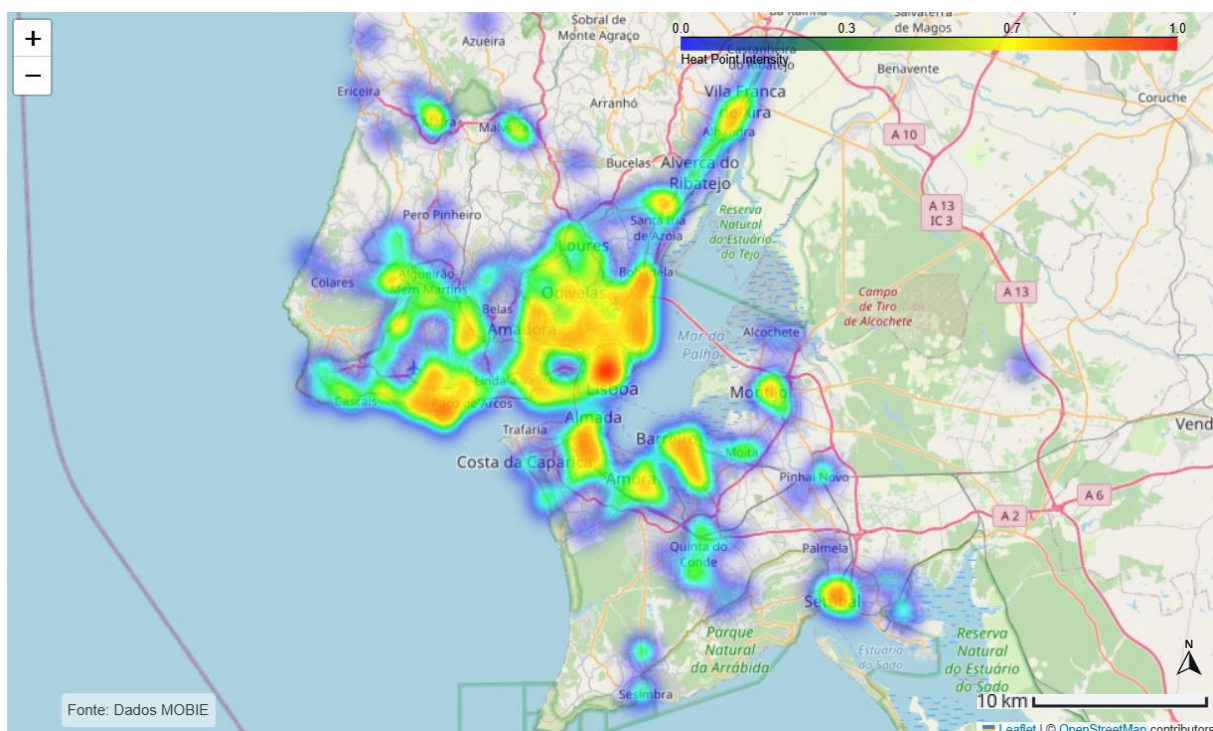 +
−
0.0 0.3 0.7 1.0
Heat Point Intensity
Sobral de
Monte Agraço
Azueira
da Rainha
Salvaterra
de Magos
Castanheira
do Ribatejo
Benavente
Ericeira
Arranhó
Vila Franca
de Xira
Coruche
Mafra
Malveira
Alhandra
A 10
Bucelas
Alverca do
Ribatejo
A 13
IC 3
Pero Pinheiro
Santa Iria
de Azoia
Reserva
Natural
do Estuário
do Tejo
Loures
Colares
Algueirão-
Mem Martins
Bobadela
Odivelas
Campo
de Tiro
de Alcochete
A 13
Belas
Amadora
Mar da
Palha
Alcochete
Linda-a-Velha
Lisboa
Montijo
Cascais
Paço de Arcos
Almada
Trafaria
Barreiro
Vend
Costa da Caparica
Moita
Amora
Pinhal Novo
A 6
A 2
Quinta do
Conde
Palmela
Setúbal
Parque
Natural
da Arrábida
Estuário
do Sado
Reserva
Natural
do Estuário
do Sado
N
Sesimbra
Fonte: Dados MOBIE
10 km
Leaflet | © OpenStreetMap contributors